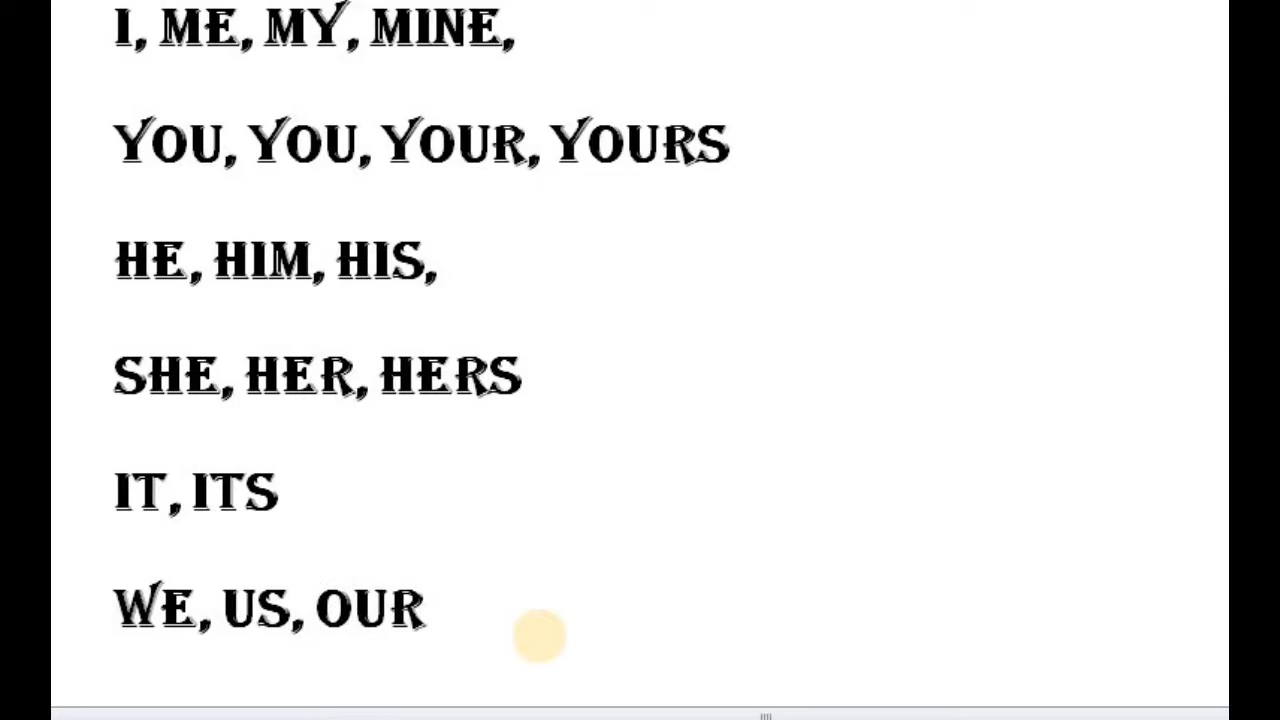 I, ME, MY, MINE,
YOU, YOU, YOUR, YOURS
HE, HIM, HIS,
SHE, HER, HERS
IT, ITS
WE, US, OUR